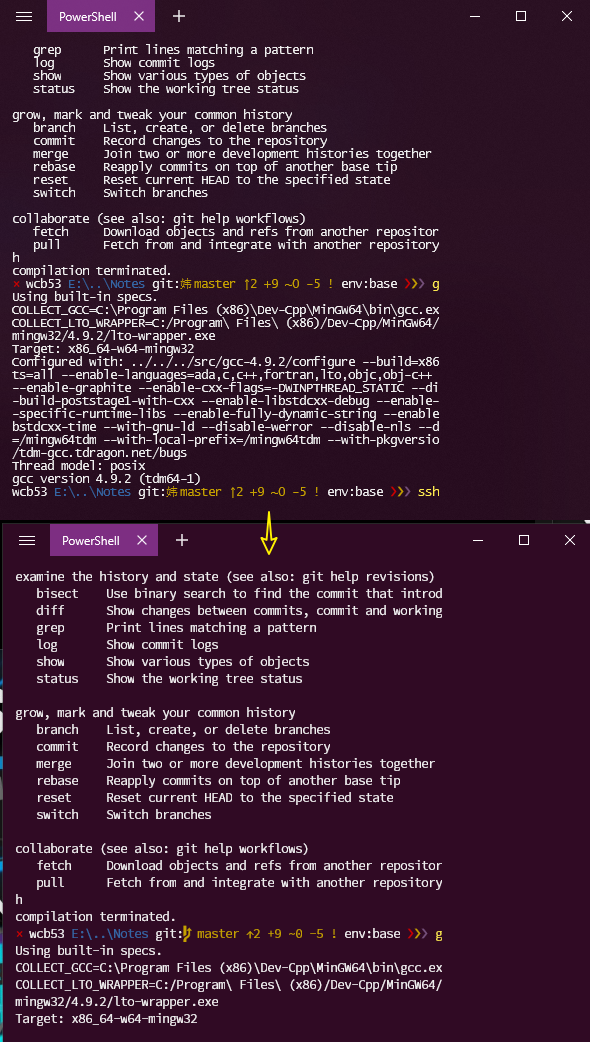 PowerShell
grep Print lines matching a pattern
log Show commit logs
show Show various types of objects
status Show the working tree status
grow, mark and tweak your common history
branch List, create, or delete branches
commit Record changes to the repository
merge Join two or more development histories together
rebase Reapply commits on top of another base tip
reset Reset current HEAD to the specified state
switch Switch branches
collaborate (see also: git help workflows)
fetch Download objects and refs from another repositor
pull Fetch from and integrate with another repository
h
compilation terminated.
× wcb53 E:\..\Notes git:炜master ↑2 +9 ~0 -5 ! env:base ❯❯❯ g
Using built-in specs.
COLLECT_GCC=C:\Program Files (x86)\Dev-Cpp\MinGW64\bin\gcc.ex
COLLECT_LTO_WRAPPER=C:/Program\ Files\ (x86)/Dev-Cpp/MinGW64/
mingw32/4.9.2/lto-wrapper.exe
Target: x86_64-w64-mingw32
Configured with: ../../../src/gcc-4.9.2/configure --build=x86
ts=all --enable-languages=ada,c,c++,fortran,lto,objc,obj-c++
--enable-graphite --enable-cxx-flags=-DWINPTHREAD_STATIC --di
-build-poststage1-with-cxx --enable-libstdcxx-debug --enable-
-specific-runtime-libs --enable-fully-dynamic-string --enable
bstdcxx-time --with-gnu-ld --disable-werror --disable-nls --d
=/mingw64tdm --with-local-prefix=/mingw64tdm --with-pkgversio
/tdm-gcc.tdragon.net/bugs
Thread model: posix
gcc version 4.9.2 (tdm64-1)
wcb53 E:\..\Notes git:炜master ↑2 +9 ~0 -5 ! env:base ❯❯❯ ssh
PowerShell
examine the history and state (see also: git help revisions)
bisect Use binary search to find the commit that introd
diff Show changes between commits, commit and working
grep Print lines matching a pattern
log Show commit logs
show Show various types of objects
status Show the working tree status
grow, mark and tweak your common history
branch List, create, or delete branches
commit Record changes to the repository
merge Join two or more development histories together
rebase Reapply commits on top of another base tip
reset Reset current HEAD to the specified state
switch Switch branches
collaborate (see also: git help workflows)
fetch Download objects and refs from another repositor
pull Fetch from and integrate with another repository
h
compilation terminated.
× wcb53 E:\..\Notes git: master ↑2 +9 ~0 -5 ! env:base ❯❯❯ g
Using built-in specs.
COLLECT_GCC=C:\Program Files (x86)\Dev-Cpp\MinGW64\bin\gcc.ex
COLLECT_LTO_WRAPPER=C:/Program\ Files\ (x86)/Dev-Cpp/MinGW64/
mingw32/4.9.2/lto-wrapper.exe
Target: x86_64-w64-mingw32